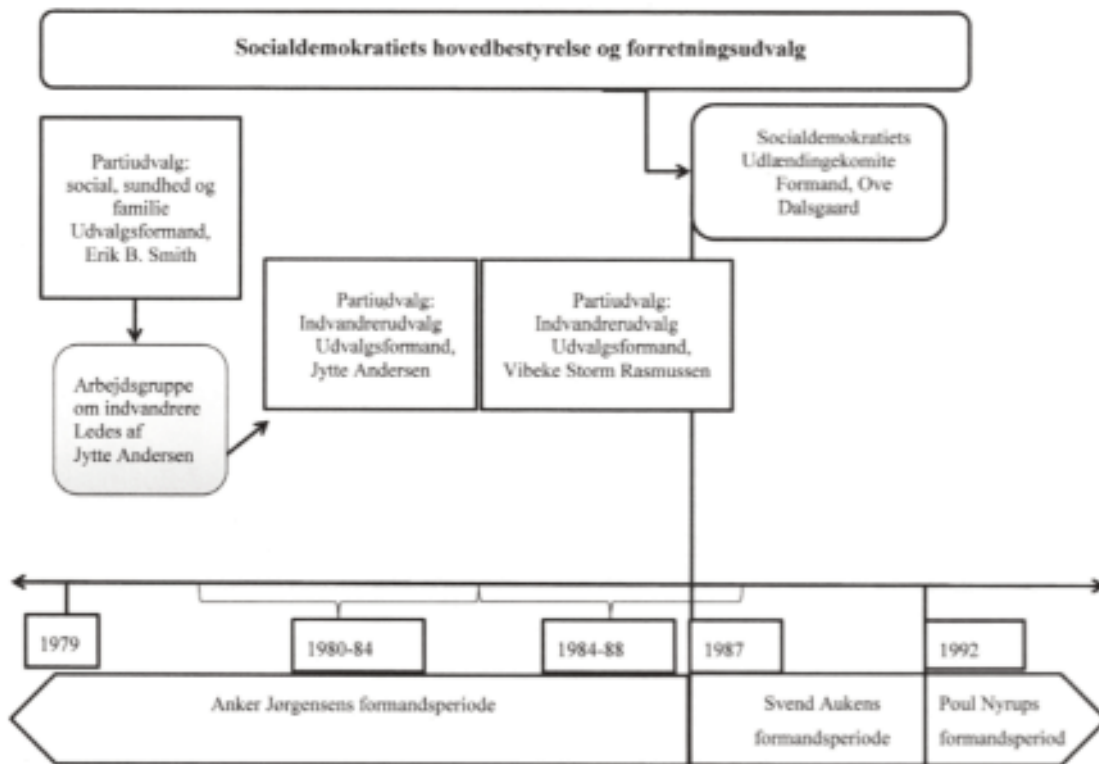 Socialdemokratiets hovedbestyrelse og forretningsudvalg
Partiudvalg:
social, sundhed og
familie
Udvalgsformand,
Erik B. Smith
Socialdemokratiets
Udlændingekomite
Formand, Ove
Dalsgaard
Partiudvalg:
Indvandrerudvalg
Udvalgsformand,
Jytte Andersen
Partiudvalg:
Indvandrerudvalg
Udvalgsformand,
Vibeke Storm Rasmussen
Arbejdsgruppe
om indvandrere
Ledes af
Jytte Andersen
1979
1980-84
1984-88
1987
1992
Anker Jørgensens formandsperiode
Svend Aukens
formandsperiode
Poul Nyrups
formandsperiod